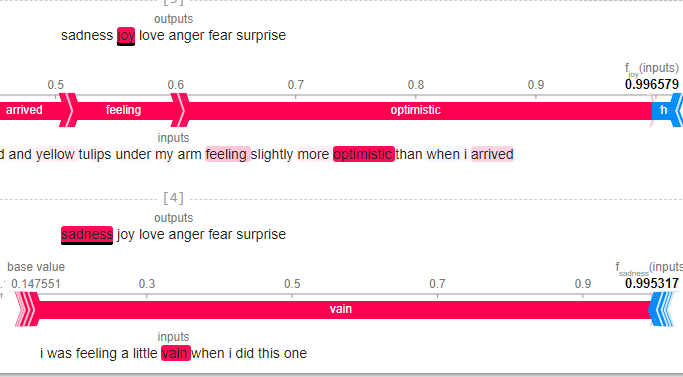 [3]
outputs
sadness joy love anger fear surprise
f joy (inputs)
0.5 0.6 0.7 0.8 0.9 0.996579
arrived feeling optimistic h
inputs
d and yellow tulips under my arm feeling slightly more optimistic than when i arrived
[4]
outputs
sadness joy love anger fear surprise
base value f sadness (inputs
0.147551 0.3 0.5 0.7 0.9 0.995317
vain
inputs
i was feeling a little vain when i did this one